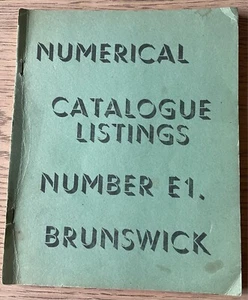 NUMERICAL
CATALOGUE
LISTINGS
NUMBER E1.
BRUNSWICK